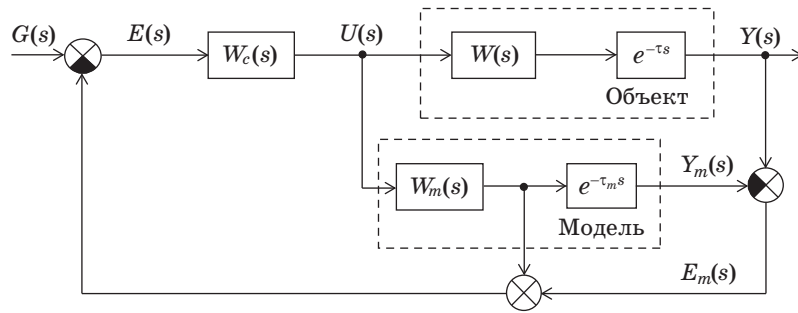 G(s)
E(s)
W_c(s)
U(s)
W(s)
e^{−τs}
Y(s)
Объект
W_m(s)
e^{−τ_m s}
Y_m(s)
Модель
E_m(s)